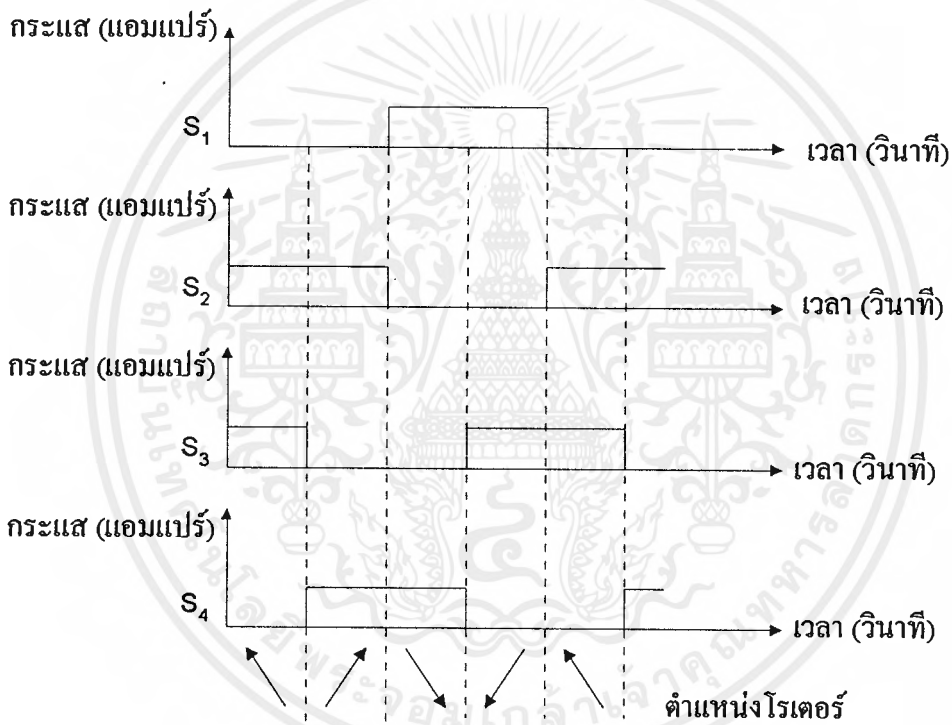 กระแส (แอมแปร์)
S1
เวลา (วินาที)
กระแส (แอมแปร์)
S2
เวลา (วินาที)
กระแส (แอมแปร์)
S3
เวลา (วินาที)
กระแส (แอมแปร์)
S4
เวลา (วินาที)
ตำแหน่งโรเตอร์